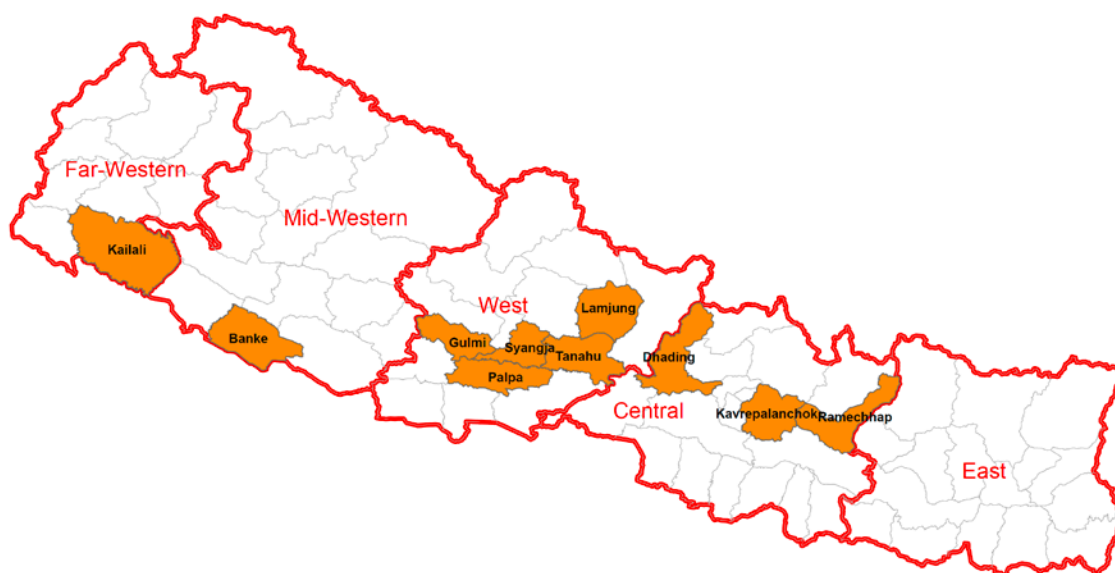 Far-Western
Mid-Western
Kailali
West
Lamjung
Banke
Gulmi
Syangja
Tanahu
Dhading
Palpa
Central
Kavrepalanchok
Ramechhap
East